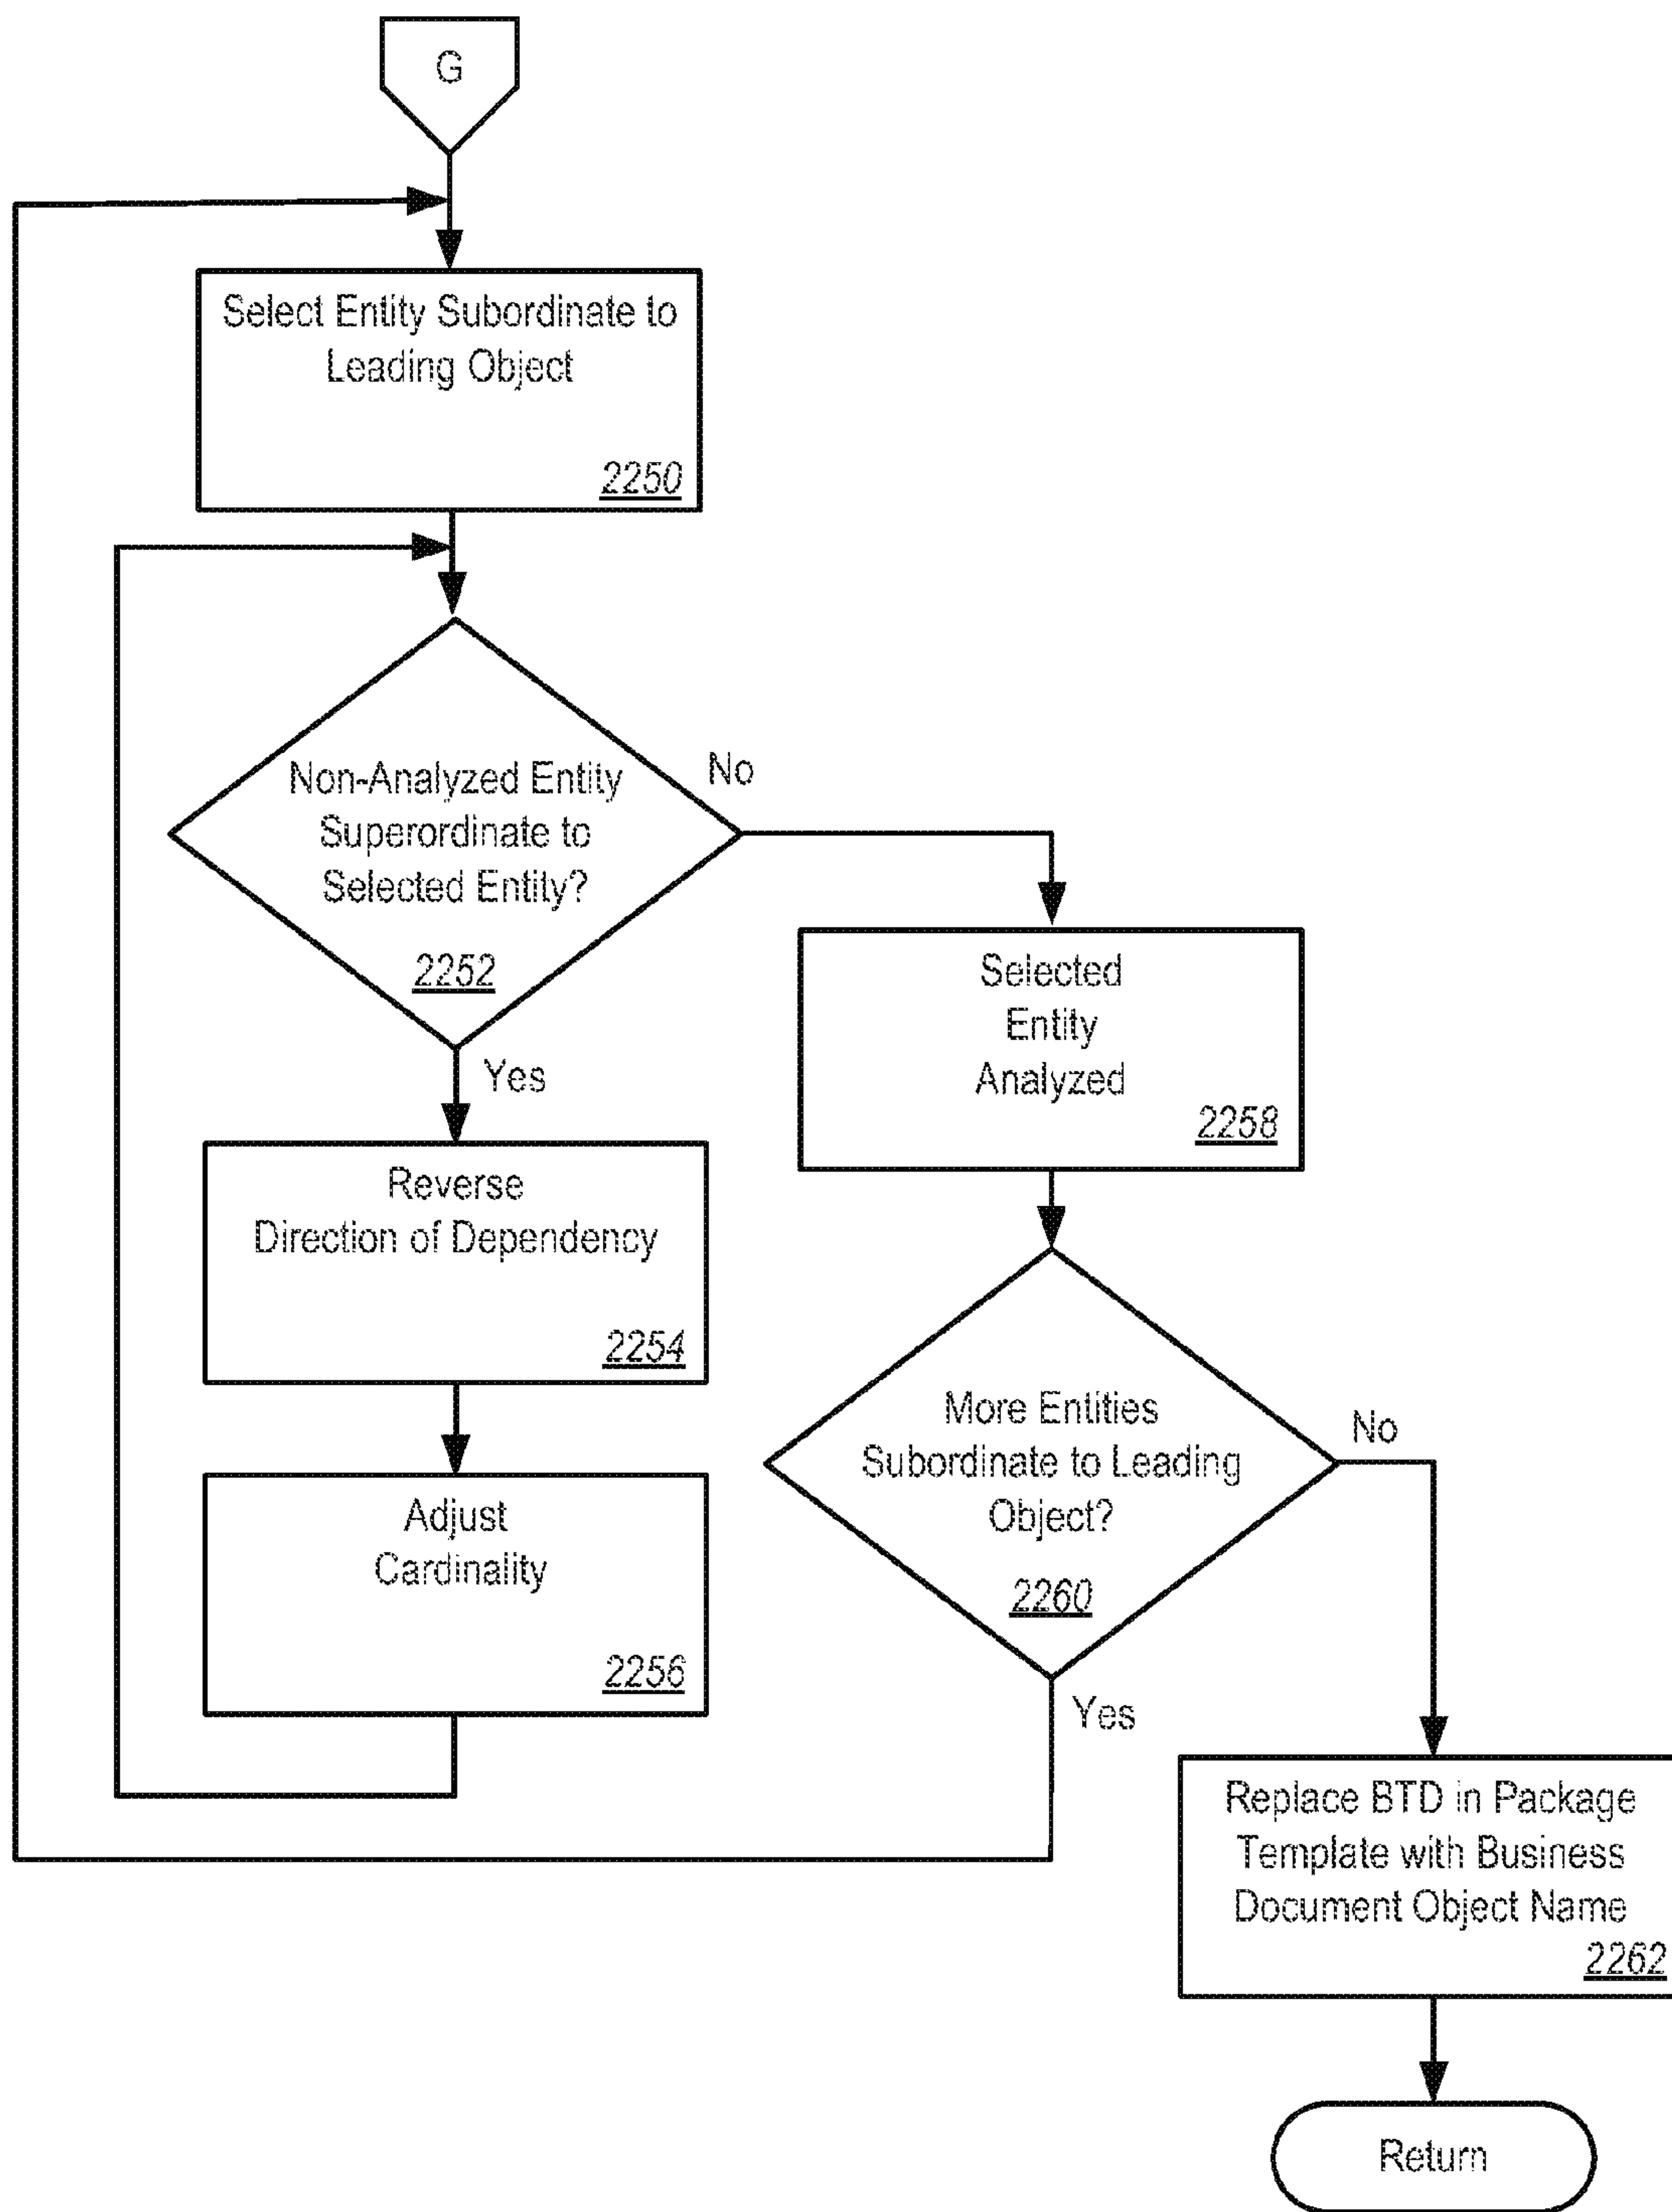 G
Select Entity Subordinate to
Leading Object
2250
Non-Analyzed Entity
Superordinate to
Selected Entity?
2252
No
Yes
Reverse
Direction of Dependency
2254
Adjust
Cardinality
2256
Selected
Entity
Analyzed
2258
More Entities
Subordinate to Leading
Object?
2260
No
Yes
Replace BTD in Package
Template with Business
Document Object Name
2262
Return